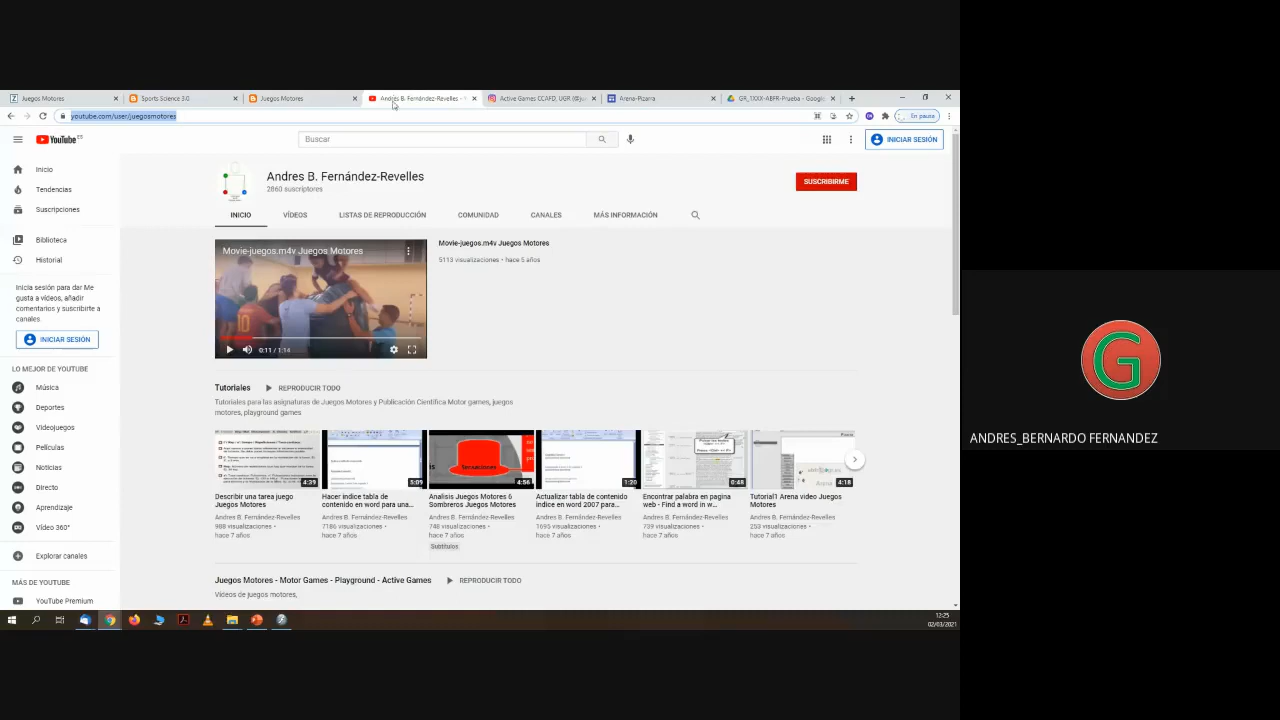 Juegos Motores
Sports Science 3.0
Juegos Motores
Andres B. Fernández-Revelles -
Active Games CCAFD, UGR (@ju
Arena-Pizarra
GR_1XXX-ABFR-Prueba - Google
youtube.com/user/juegosmotores
En pausa
YouTube ES
Buscar
INICIAR SESIÓN
Inicio
Tendencias
Suscripciones
Biblioteca
Historial
Inicia sesión para dar Me
gusta a vídeos, añadir
comentarios y suscribirte a
canales.
INICIAR SESIÓN
LO MEJOR DE YOUTUBE
Música
Deportes
Videojuegos
Películas
Noticias
Directo
Aprendizaje
Vídeo 360°
Explorar canales
MÁS DE YOUTUBE
YouTube Premium
Andres B. Fernández-Revelles
2860 suscriptores
SUSCRIBIRME
INICIO VÍDEOS LISTAS DE REPRODUCCIÓN COMUNIDAD CANALES MÁS INFORMACIÓN
Movie-juegos.m4v Juegos Motores
10
0:11 / 1:14
Movie-juegos.m4v Juegos Motores
5113 visualizaciones • hace 5 años
Tutoriales REPRODUCIR TODO
Tutoriales para las asignaturas de Juegos Motores y Publicación Científica Motor games, juegos
motores, playground games
4:39
Describir una tarea juego
Juegos Motores
Andres B. Fernández-Revelles
988 visualizaciones •
hace 7 años
5:09
Hacer indice tabla de
contenido en word para una...
Andres B. Fernández-Revelles
7186 visualizaciones •
hace 7 años
4:56
Analisis Juegos Motores 6
Sombreros Juegos Motores
Andres B. Fernández-Revelles
748 visualizaciones •
hace 7 años
Subtítulos
1:20
Actualizar tabla de contenido
indice en word 2007 para...
Andres B. Fernández-Revelles
1695 visualizaciones •
hace 7 años
0:48
Encontrar palabra en pagina
web - Find a word in w...
Andres B. Fernández-Revelles
739 visualizaciones •
hace 7 años
Arena
4:18
Tutorial1 Arena video Juegos
Motores
Andres B. Fernández-Revelles
253 visualizaciones •
hace 7 años
Juegos Motores - Motor Games - Playground - Active Games REPRODUCIR TODO
Videos de juegos motores,
12:25
02/03/2021
G
ANDRES_BERNARDO FERNANDEZ